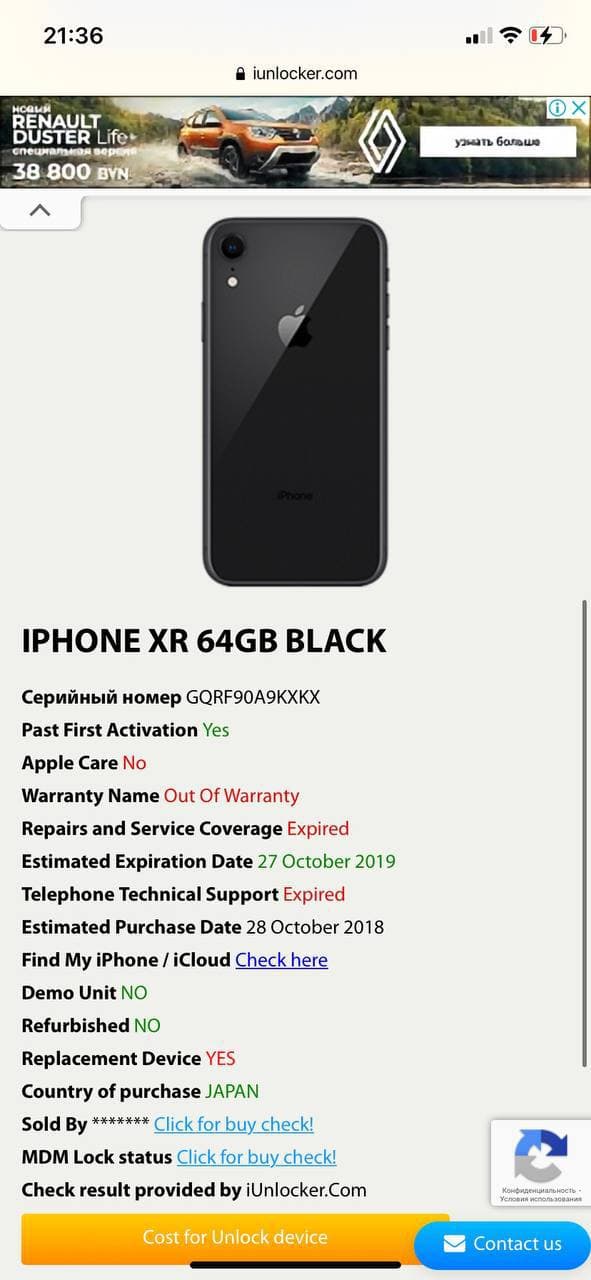 21:36
iunlocker.com
НОВЫЙ
RENAULT
DUSTER Life+
специальная версия
38 800 BYN
узнать больше
iPhone
IPHONE XR 64GB BLACK
Серийный номер GQRF90A9KXKX
Past First Activation Yes
Apple Care No
Warranty Name Out Of Warranty
Repairs and Service Coverage Expired
Estimated Expiration Date 27 October 2019
Telephone Technical Support Expired
Estimated Purchase Date 28 October 2018
Find My iPhone / iCloud Check here
Demo Unit NO
Refurbished NO
Replacement Device YES
Country of purchase JAPAN
Sold By ******* Click for buy check!
MDM Lock status Click for buy check!
Check result provided by iUnlocker.Com
Конфиденциальность -
Условия использования
Cost for Unlock device
Contact us